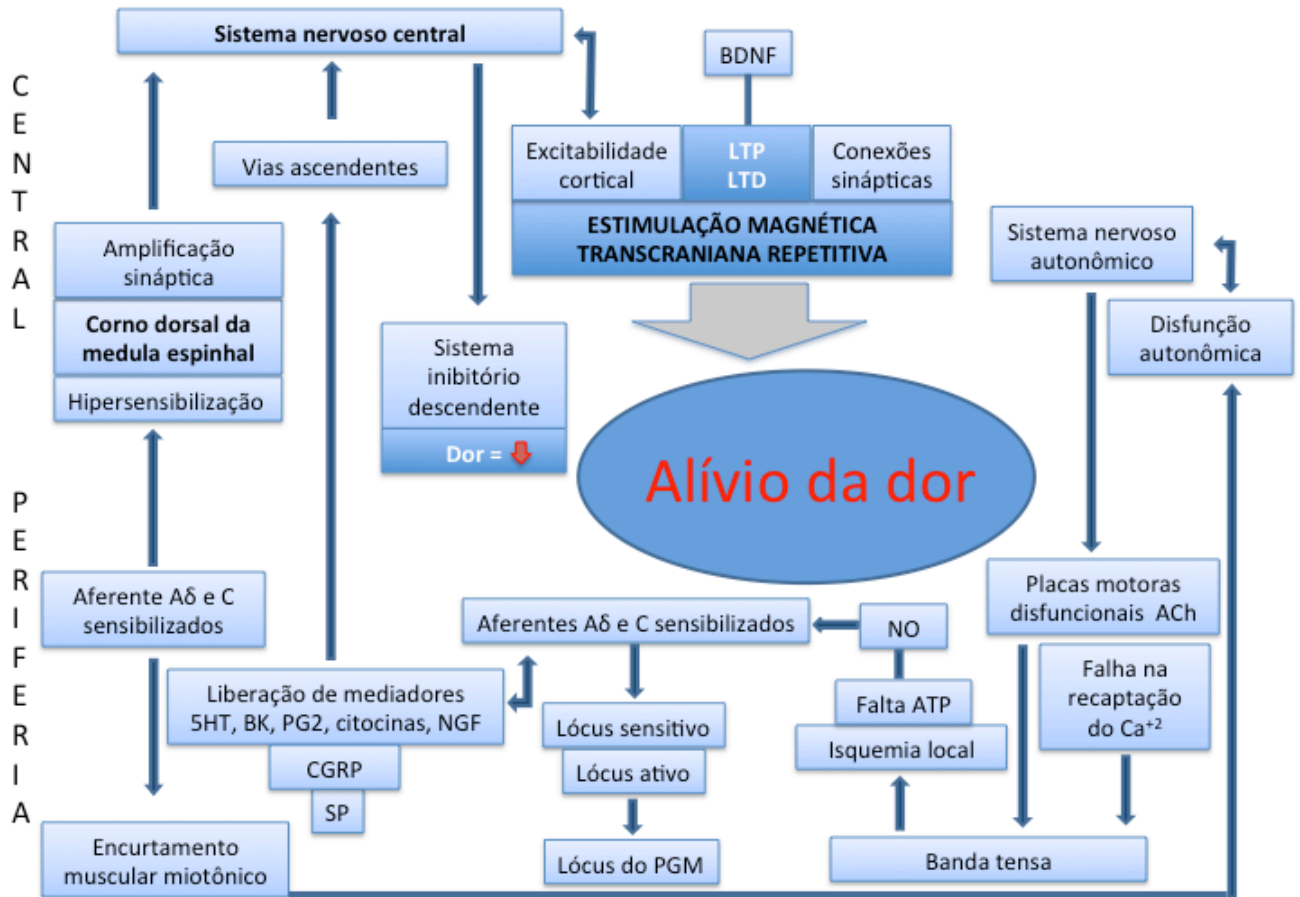 CENTRAL
PERIFERIA
Sistema nervoso central
BDNF
Vias ascendentes
Excitabilidade
cortical
LTP
LTD
Conexões
sinápticas
ESTIMULAÇÃO MAGNÉTICA
TRANSCRANIANA REPETITIVA
Amplificação
sináptica
Corno dorsal da
medula espinhal
Hipersensibilização
Sistema
inibitório
descendente
Dor =
Sistema nervoso
autonômico
Disfunção
autonômica
Alívio da dor
Aferente Aδ e C
sensibilizados
Aferentes Aδ e C sensibilizados
NO
Placas motoras
disfuncionais ACh
Liberação de mediadores
5HT, BK, PG2, citocinas, NGF
CGRP
SP
Lócus sensitivo
Lócus ativo
Lócus do PGM
Falta ATP
Isquemia local
Falha na
recaptação
do Ca⁺²
Encurtamento
muscular miotônico
Banda tensa